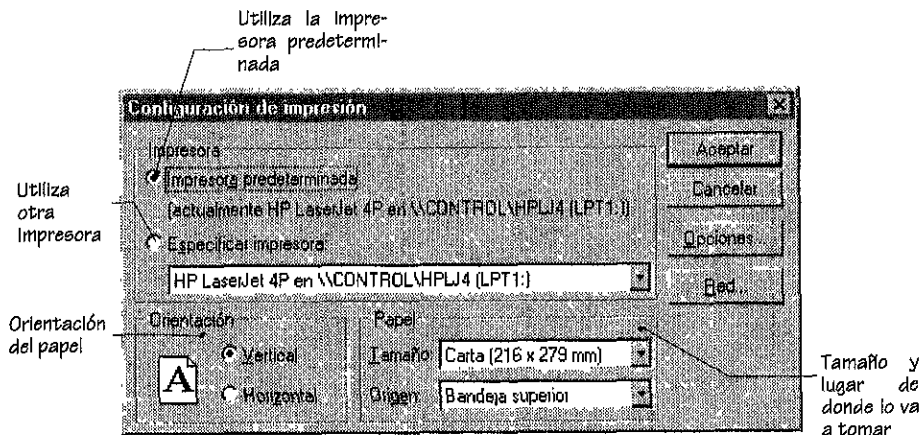 Utiliza la impre-
sora predetermi-
nada
Configuración de impresión
Impresora
Impresora predeterminada
(actualmente HP LaserJet 4P en \\CONTROL\HPLJ4 (LPT1:))
Especificar impresora:
HP LaserJet 4P en \\CONTROL\HPLJ4 (LPT1:)
Aceptar
Cancelar
Opciones...
Red...
Utiliza
otra
impresora
Orientación
del papel
Orientación
A
Vertical
Horizontal
Papel
Tamaño: Carta (216 x 279 mm)
Origen: Bandeja superior
Tamaño y
lugar de
donde lo va
a tomar